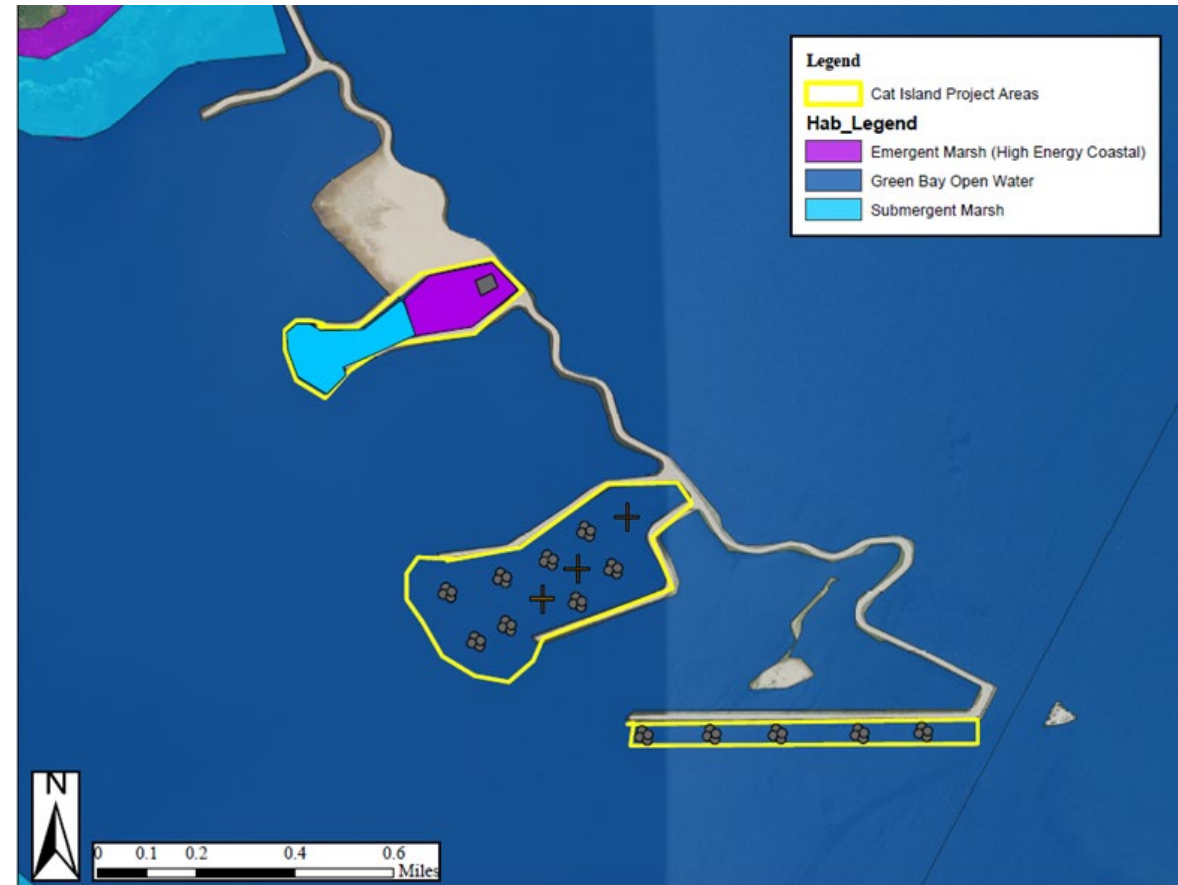 Legend
Cat Island Project Areas
Hab_Legend
Emergent Marsh (High Energy Coastal)
Green Bay Open Water
Submergent Marsh
N
0 0.1 0.2 0.4 0.6
Miles